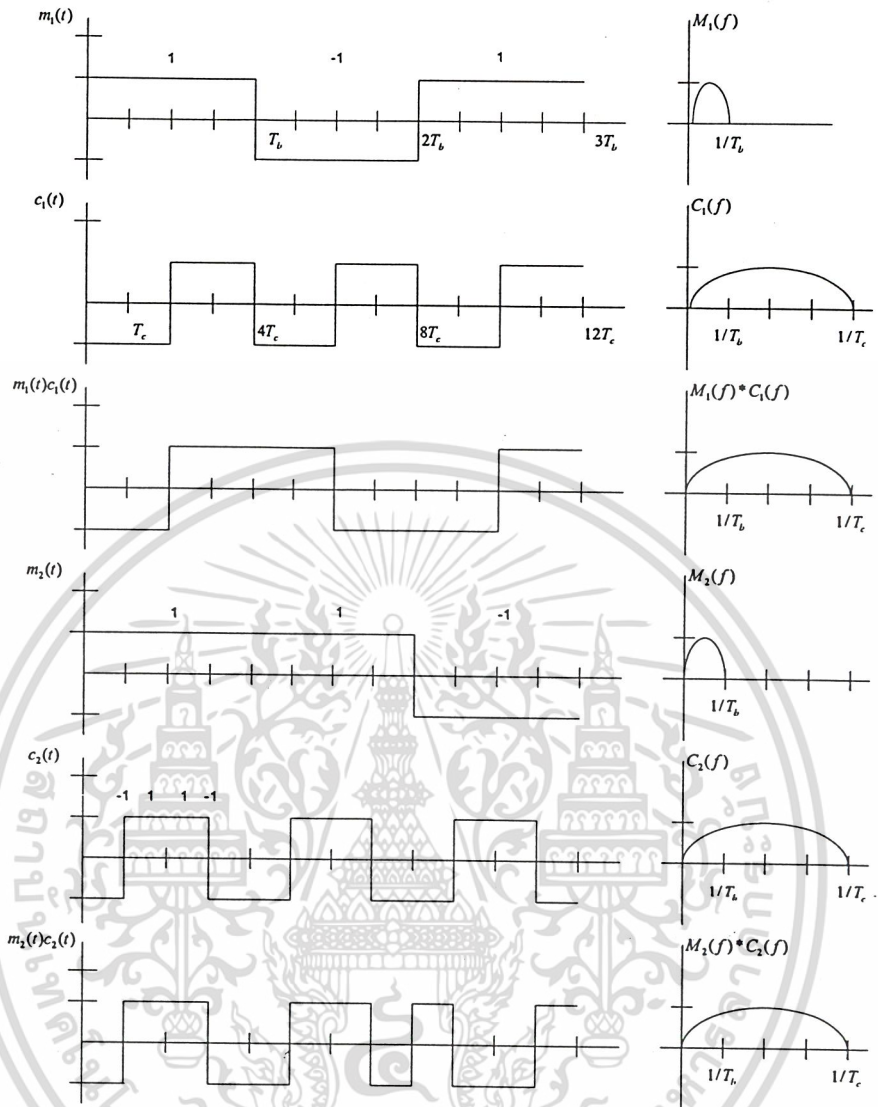 m₁(t)
M₁(f)
1 -1 1
T_b 2T_b 3T_b
1/T_b
c₁(t)
C₁(f)
T_c 4T_c 8T_c 12T_c
1/T_b 1/T_c
m₁(t)c₁(t)
M₁(f)*C₁(f)
1/T_b 1/T_c
m₂(t)
M₂(f)
1 1 -1
1/T_b
c₂(t)
C₂(f)
-1 1 1 -1
1/T_b 1/T_c
m₂(t)c₂(t)
M₂(f)*C₂(f)
1/T_b 1/T_c